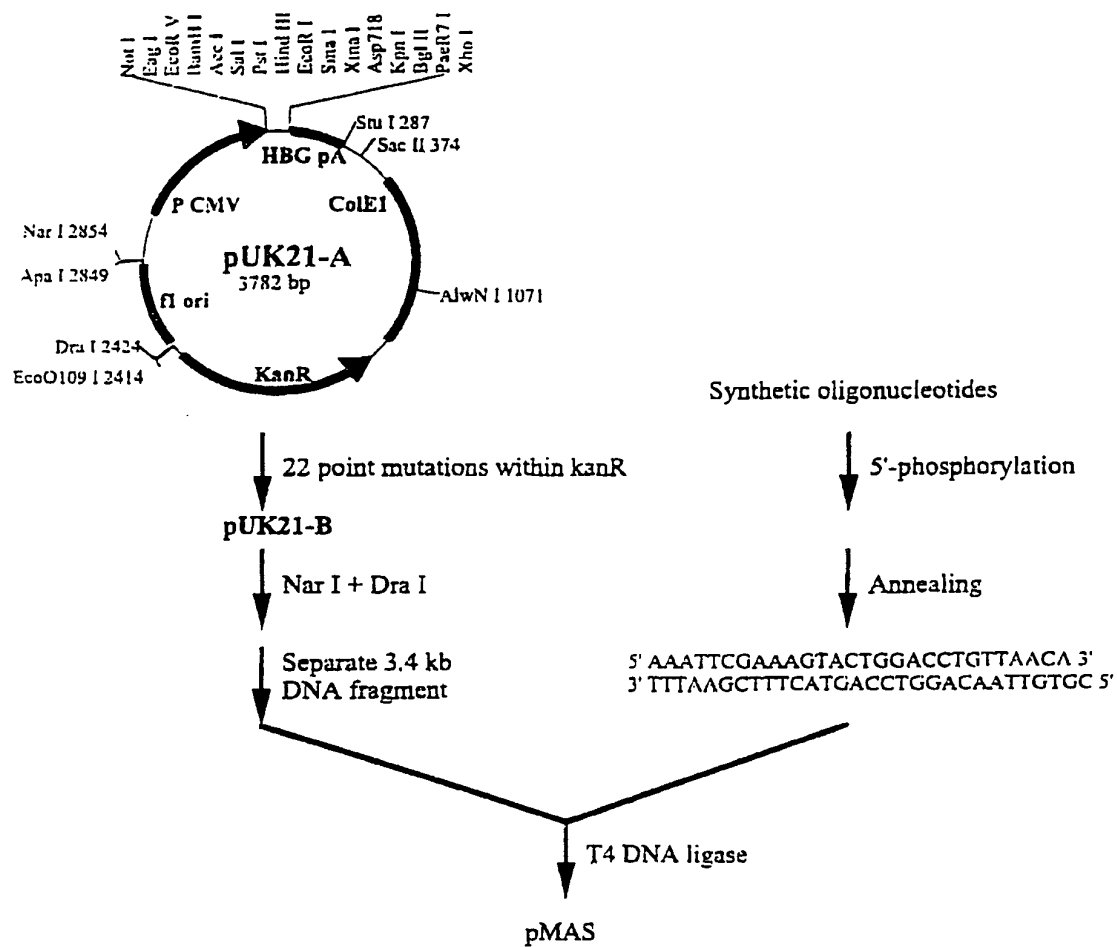 Not I
Eag I
EcoR V
BamH I
Acc I
Sal I
Pst I
Hind III
EcoR I
Sma I
Xma I
Asp718
Kpn I
Bgl II
PaeR7 I
Xho I
Stu I 287
Sac II 374
HBG pA
P CMV
ColE1
Nar I 2854
pUK21-A
3782 bp
Apa I 2849
AlwN I 1071
f1 ori
Dra I 2424
EcoO109 I 2414
KanR
Synthetic oligonucleotides
22 point mutations within kanR
5'-phosphorylation
pUK21-B
Nar I + Dra I
Annealing
Separate 3.4 kb
DNA fragment
5' AAATTCGAAAGTACTGGACCTGTTAACA 3'
3' TTTAAGCTTTCATGACCTGGACAATTGTGC 5'
T4 DNA ligase
pMAS